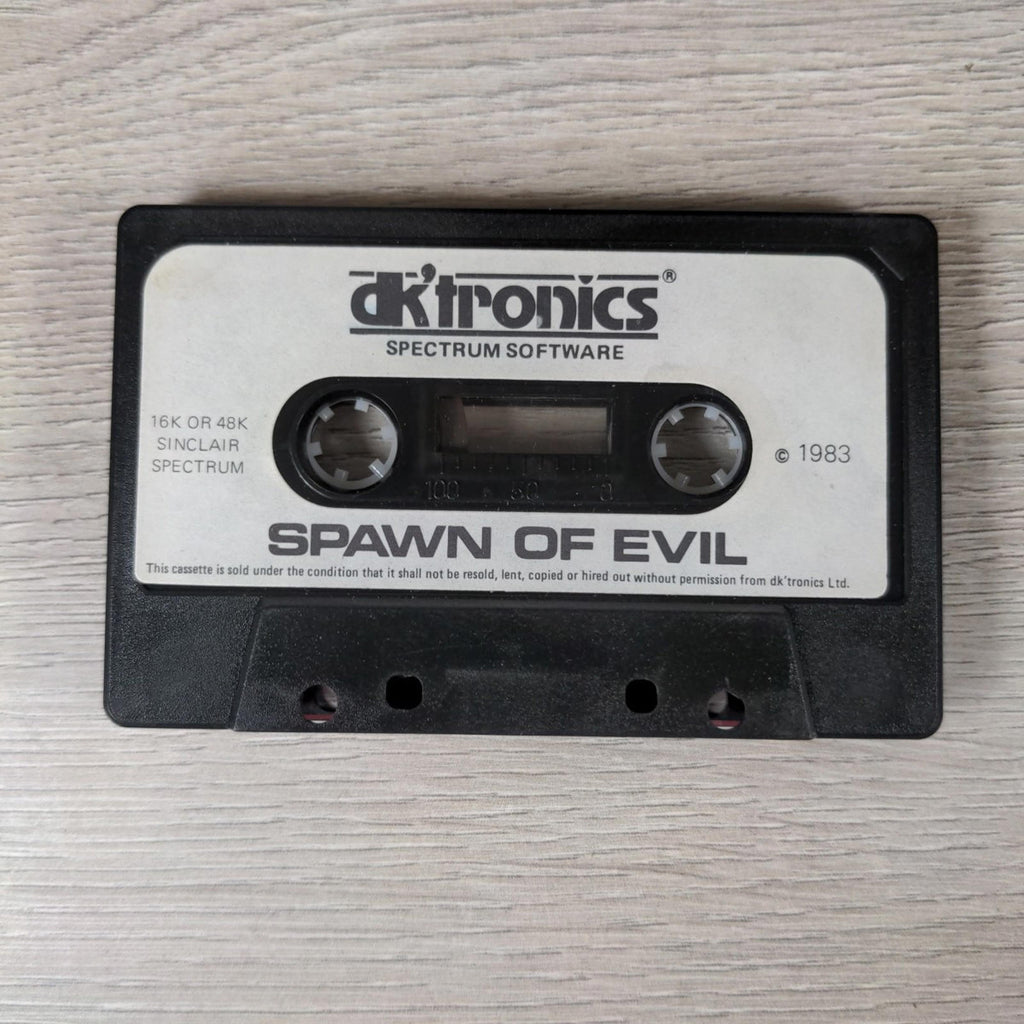 dk'tronics®
SPECTRUM SOFTWARE
16K OR 48K
SINCLAIR
SPECTRUM
© 1983
100 50 0
SPAWN OF EVIL
This cassette is sold under the condition that it shall not be resold, lent, copied or hired out without permission from dk'tronics Ltd.